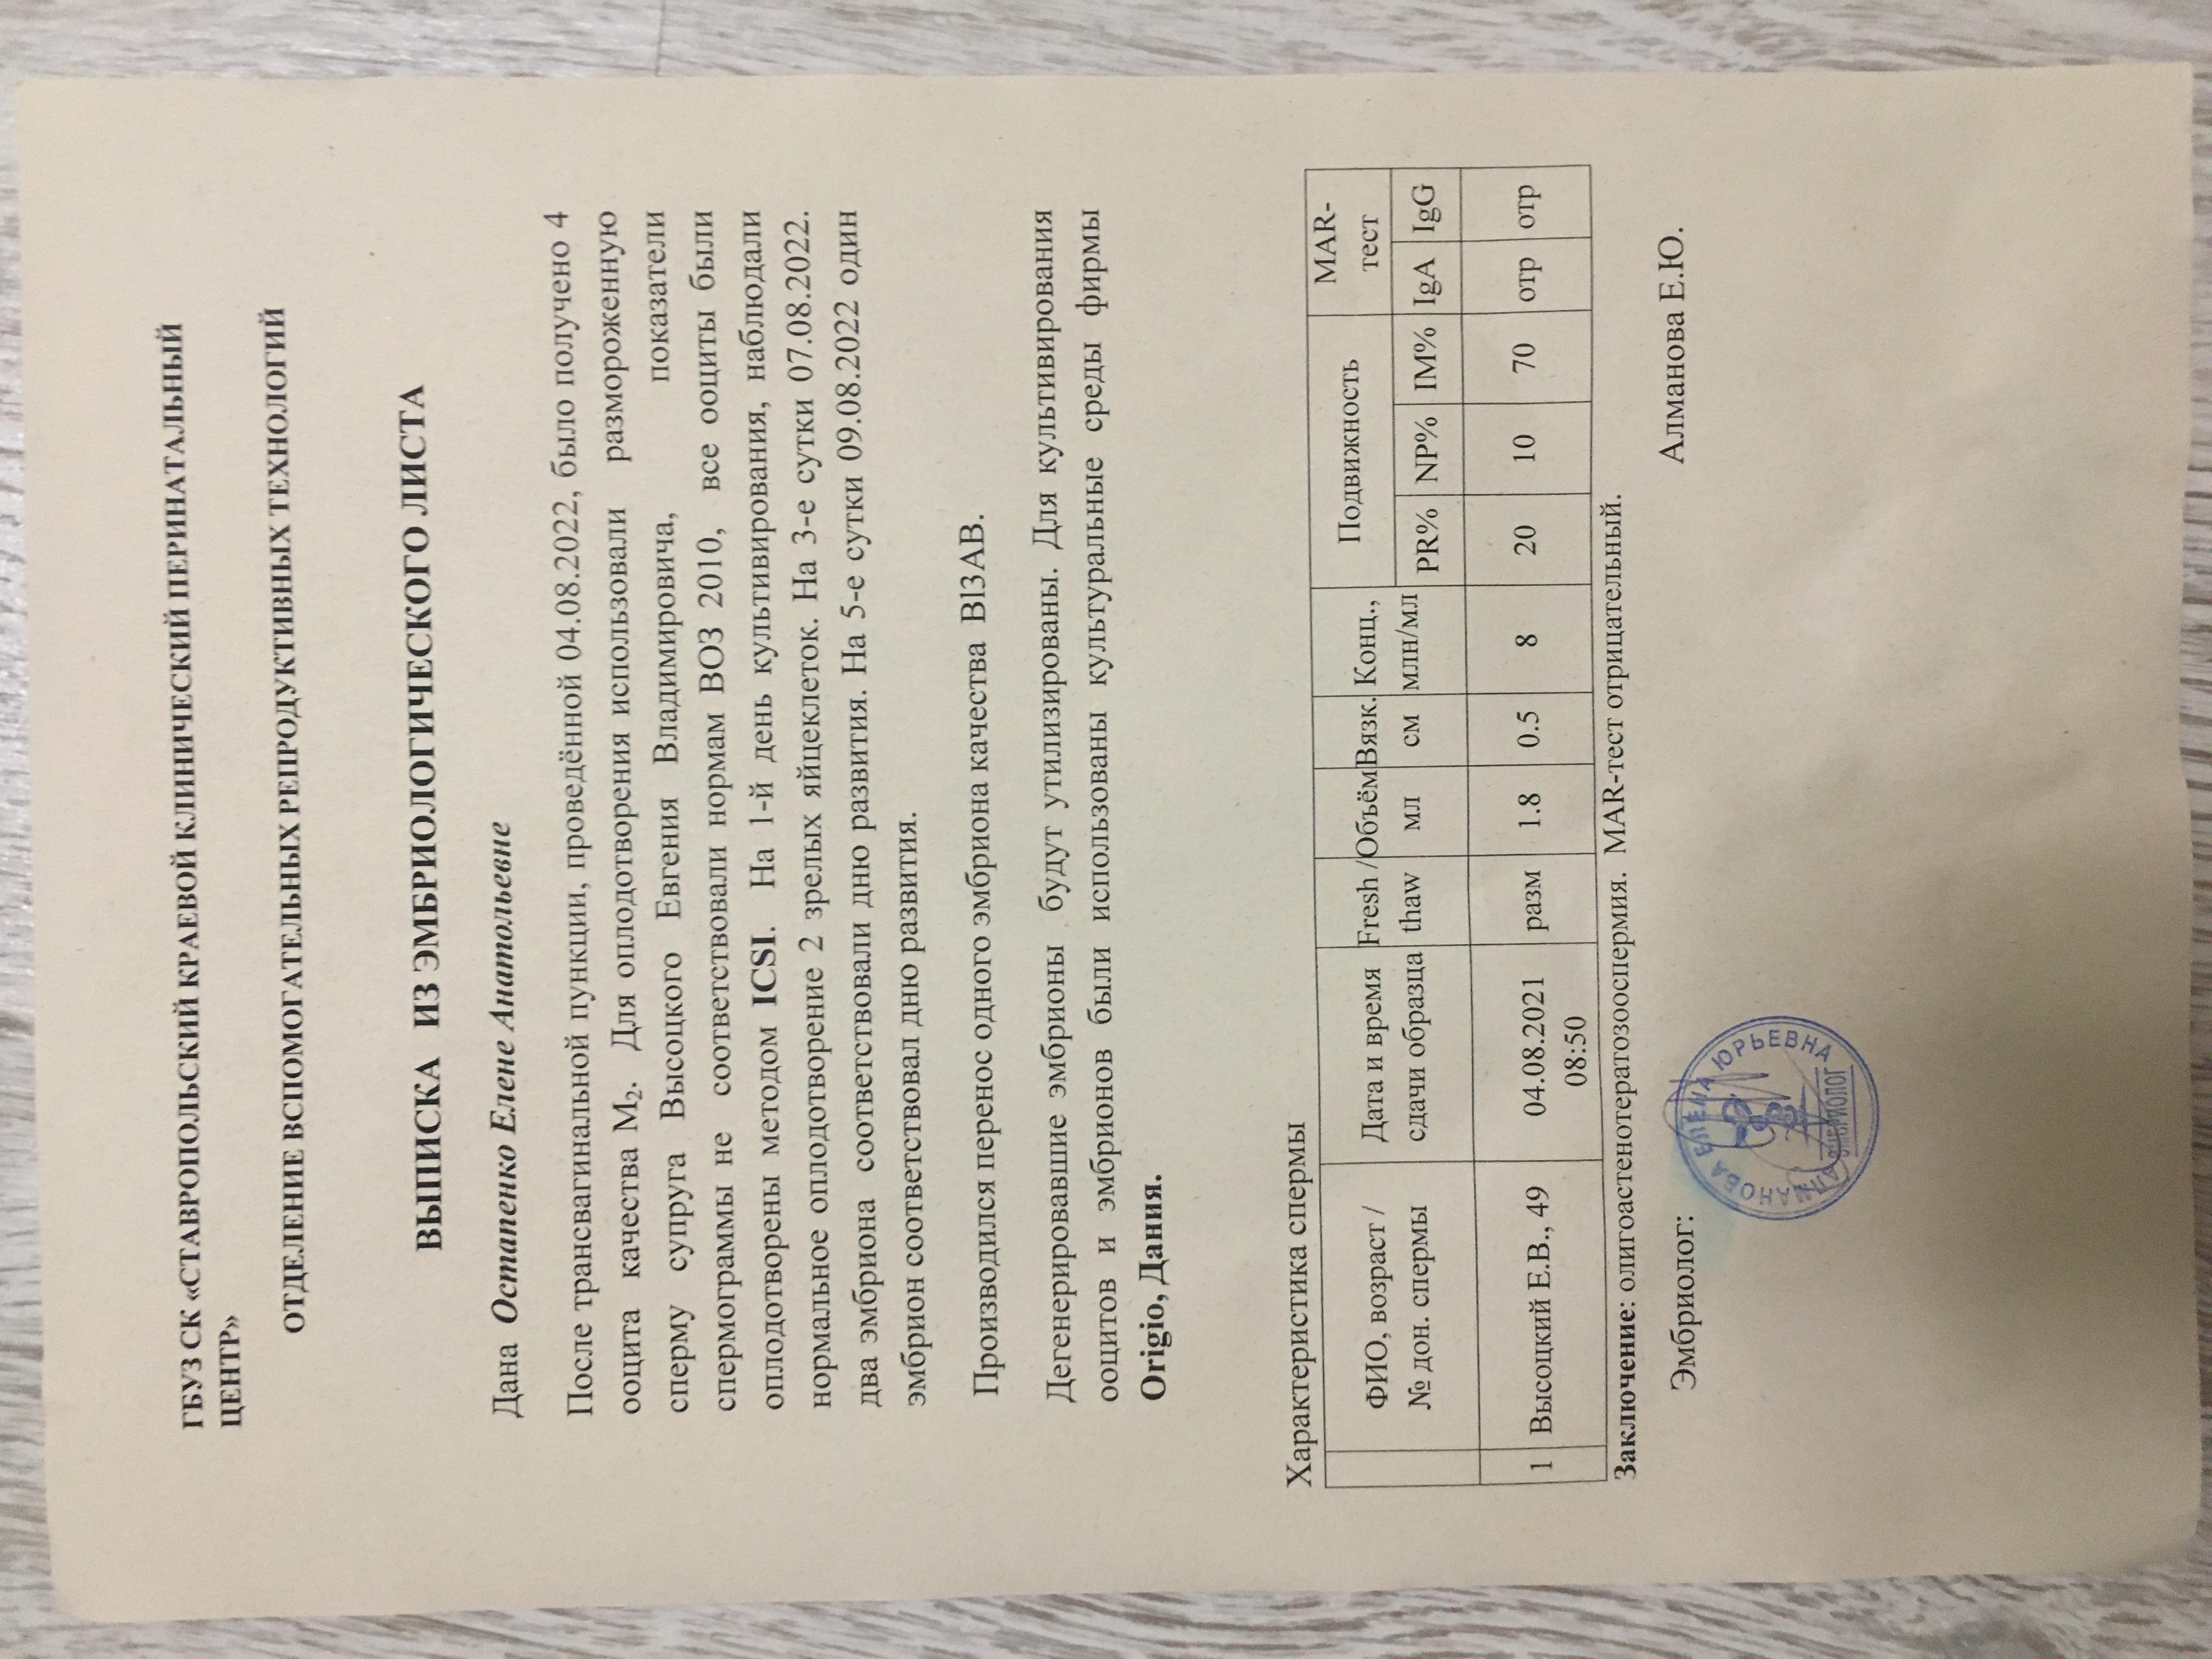 ГБУЗ СК «СТАВРОПОЛЬСКИЙ КРАЕВОЙ КЛИНИЧЕСКИЙ ПЕРИНАТАЛЬНЫЙ
ЦЕНТР»
ОТДЕЛЕНИЕ ВСПОМОГАТЕЛЬНЫХ РЕПРОДУКТИВНЫХ ТЕХНОЛОГИЙ
ВЫПИСКА ИЗ ЭМБРИОЛОГИЧЕСКОГО ЛИСТА
Дана Остапенко Елене Анатольевне
После трансвагинальной пункции, проведённой 04.08.2022, было получено 4
ооцита качества М₂. Для оплодотворения использовали размороженную
сперму супруга Высоцкого Евгения Владимировича, показатели
спермограммы не соответствовали нормам ВОЗ 2010, все ооциты были
оплодотворены методом ICSI. На 1-й день культивирования, наблюдали
нормальное оплодотворение 2 зрелых яйцеклеток. На 3-е сутки 07.08.2022.
два эмбриона соответствовали дню развития. На 5-е сутки 09.08.2022 один
эмбрион соответствовал дню развития.
Производился перенос одного эмбриона качества Bl3AB.
Дегенерировавшие эмбрионы будут утилизированы. Для культивирования
ооцитов и эмбрионов были использованы культуральные среды фирмы
Origio, Дания.
Характеристика спермы
ФИО, возраст / Дата и время Fresh / Объём Вязк. Конц., Подвижность MAR-
№ дон. спермы сдачи образца thaw мл см млн/мл PR% NP% IM% тест IgA IgG
1 Высоцкий Е.В., 49 04.08.2021 разм 1.8 0.5 8 20 10 70 отр отр
08:50
Заключение: олигоастенотератозооспермия. MAR-тест отрицательный.
Эмбриолог: Алманова Е.Ю.
АЛМАНОВА ЕЛЕНА ЮРЬЕВНА
ЭМБРИОЛОГ